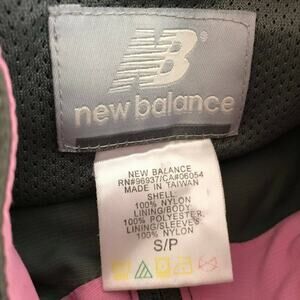 NB
new balance
NEW BALANCE
RN#96937/CA#06054
MADE IN TAIWAN
SHELL:
100% NYLON
LINING/BODY:
100% POLYESTER
LINING/SLEEVES:
100% NYLON
S/P